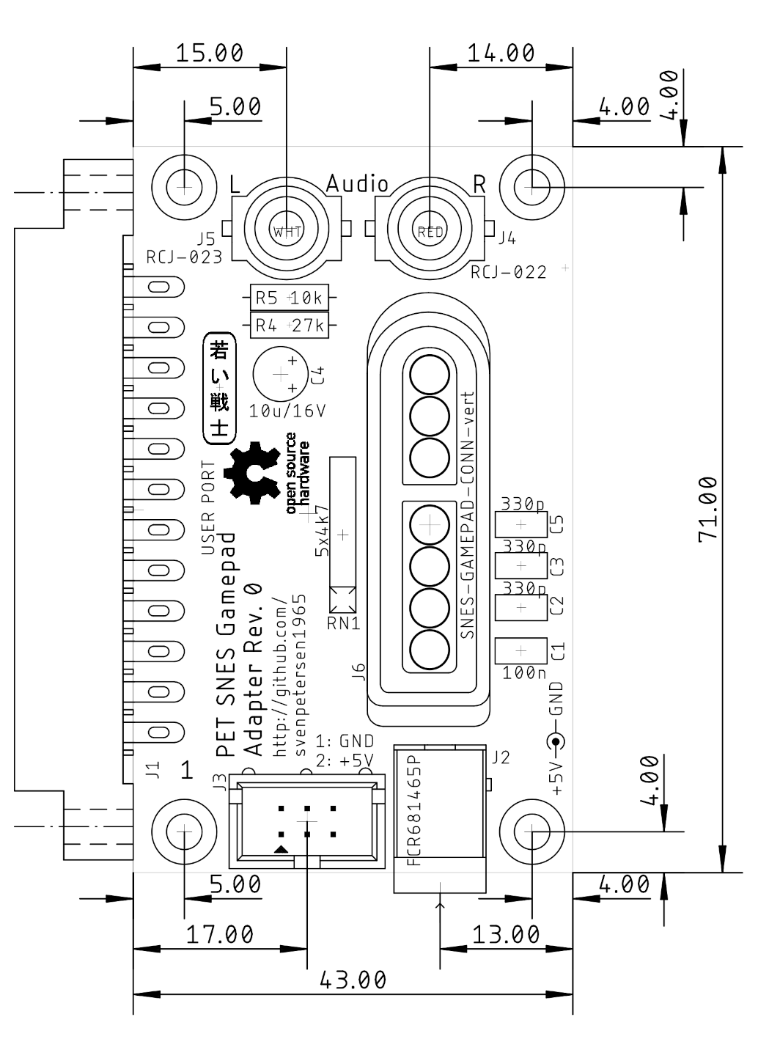 15.00
14.00
4.00
5.00
4.00
L
Audio
R
WHT
RED
J5
J4
RCJ-023
RCJ-022
R5 10k
R4 27k
若い戦士
C4
10u/16V
open source
hardware
USER PORT
5x4k7
RN1
SNES-GAMEPAD-CONN-vert
J6
330p
C5
330p
C3
330p
C2
C1
100n
71.00
PET SNES Gamepad
Adapter Rev. 0
http://github.com/
svenpetersen1965
1: GND
2: +5V
J1
1
J3
J2
FCR681465P
+5V
GND
4.00
5.00
4.00
17.00
13.00
43.00